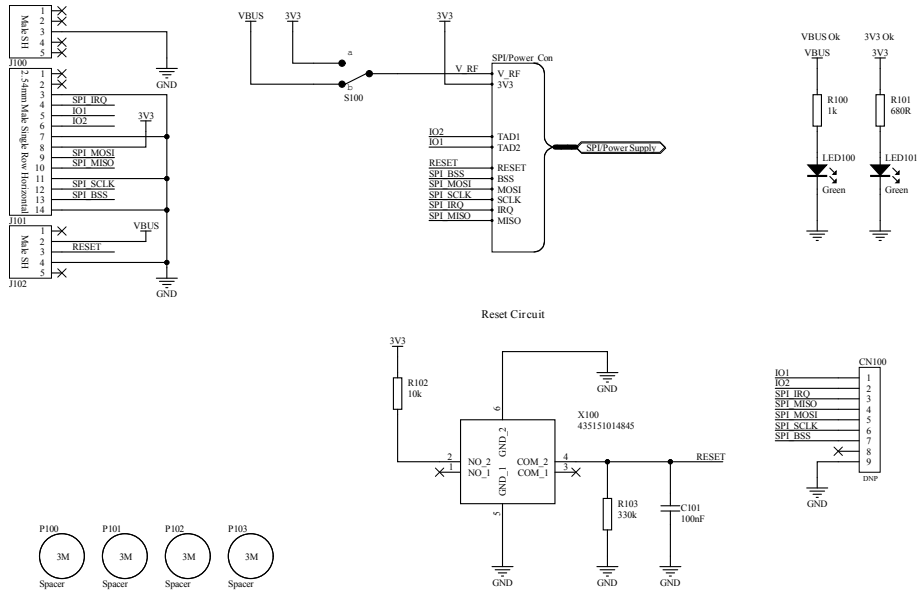 Male SH
1
2
3
4
5
J100
GND
2.54mm Male Single Row Horizontal
1
2
3
4
5
6
7
8
9
10
11
12
13
14
SPI_IRQ
IO1
IO2
3V3
SPI_MOSI
SPI_MISO
SPI_SCLK
SPI_BSS
J101
Male SH
1
2
3
4
5
VBUS
RESET
J102
GND
VBUS
3V3
3V3
a
b
S100
V_RF
SPI/Power_Con
V_RF
3V3
IO2
IO1
TAD1
TAD2
RESET
SPI_BSS
SPI_MOSI
SPI_SCLK
SPI_IRQ
SPI_MISO
RESET
BSS
MOSI
SCLK
IRQ
MISO
SPI/Power Supply
VBUS Ok
VBUS
R100
1k
LED100
Green
3V3 Ok
3V3
R101
680R
LED101
Green
Reset Circuit
3V3
R102
10k
GND
X100
435151014845
6
GND_2
2
NO_2
1
NO_1
COM_2
4
COM_1
3
GND_1
5
RESET
R103
330k
C101
100nF
GND
GND
GND
CN100
IO1
IO2
SPI_IRQ
SPI_MISO
SPI_MOSI
SPI_SCLK
SPI_BSS
1
2
3
4
5
6
7
8
9
DNP
GND
P100
3M
Spacer
P101
3M
Spacer
P102
3M
Spacer
P103
3M
Spacer